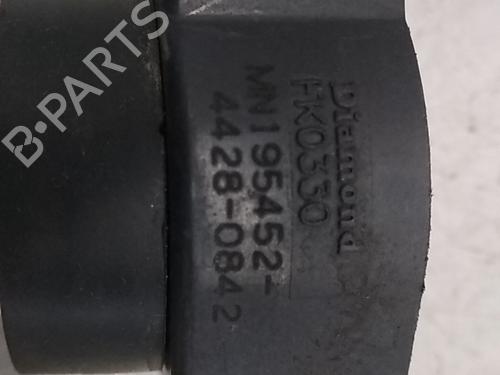 Diamond
FK0330
MN195452-
4428-0842
B-PARTS